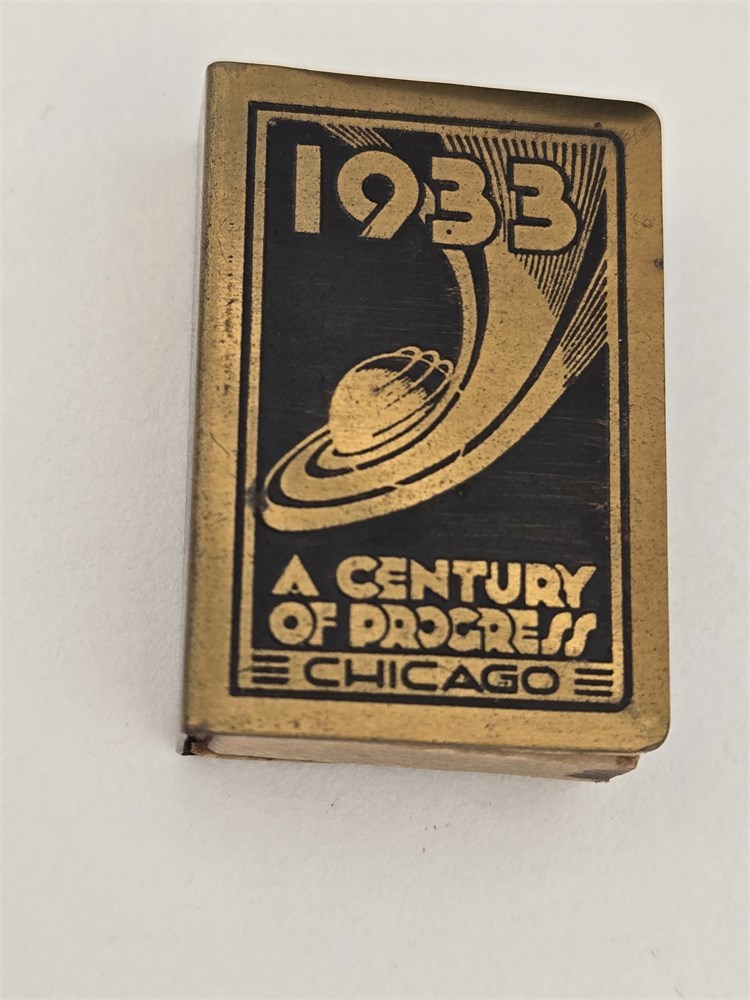 1933
A CENTURY
OF PROGRESS
CHICAGO